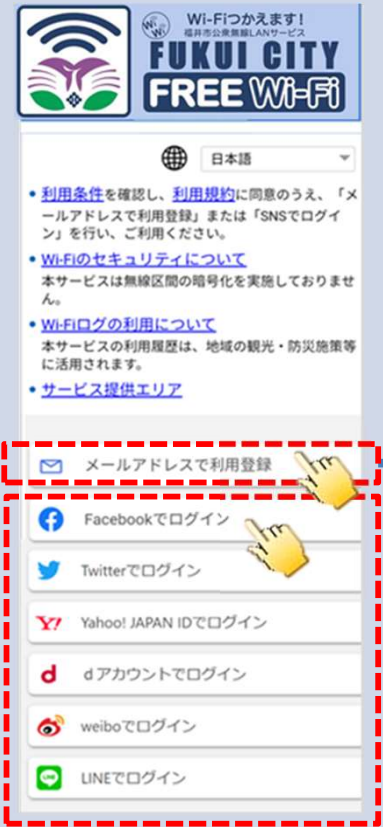 Wi-Fiつかえます!
福井市公衆無線LANサービス
FUKUI CITY
FREE Wi-Fi
日本語
• 利用条件を確認し、利用規約に同意のうえ、「メ
ールアドレスで利用登録」または「SNSでログイ
ン」を行い、ご利用ください。
• Wi-Fiのセキュリティについて
本サービスは無線区間の暗号化を実施しておりませ
ん。
• Wi-Fiログの利用について
本サービスの利用履歴は、地域の観光・防災施策等
に活用されます。
• サービス提供エリア
メールアドレスで利用登録
Facebookでログイン
Twitterでログイン
Y! Yahoo! JAPAN IDでログイン
d dアカウントでログイン
weiboでログイン
LINE LINEでログイン